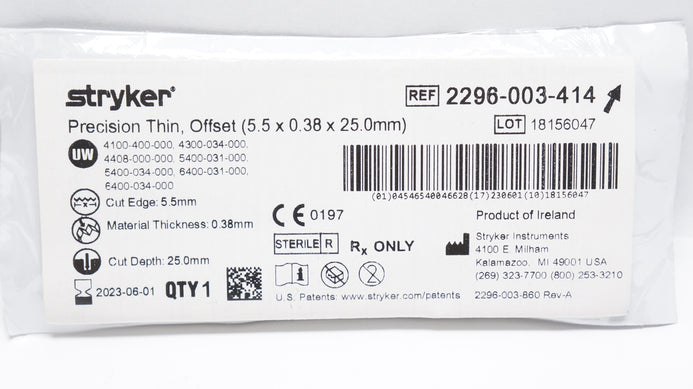 stryker®
REF 2296-003-414
Precision Thin, Offset (5.5 x 0.38 x 25.0mm)
LOT 18156047
UW 4100-400-000, 4300-034-000,
4408-000-000, 5400-031-000,
5400-034-000, 6400-031-000,
6400-034-000
(01)04546540046628(17)230601(10)18156047
Cut Edge: 5.5mm
Material Thickness: 0.38mm
Cut Depth: 25.0mm
2023-06-01 QTY 1
CE 0197
STERILE R Rx ONLY
i
2
U.S. Patents: www.stryker.com/patents
Product of Ireland
Stryker Instruments
4100 E. Milham
Kalamazoo, MI 49001 USA
(269) 323-7700 (800) 253-3210
2296-003-860 Rev-A